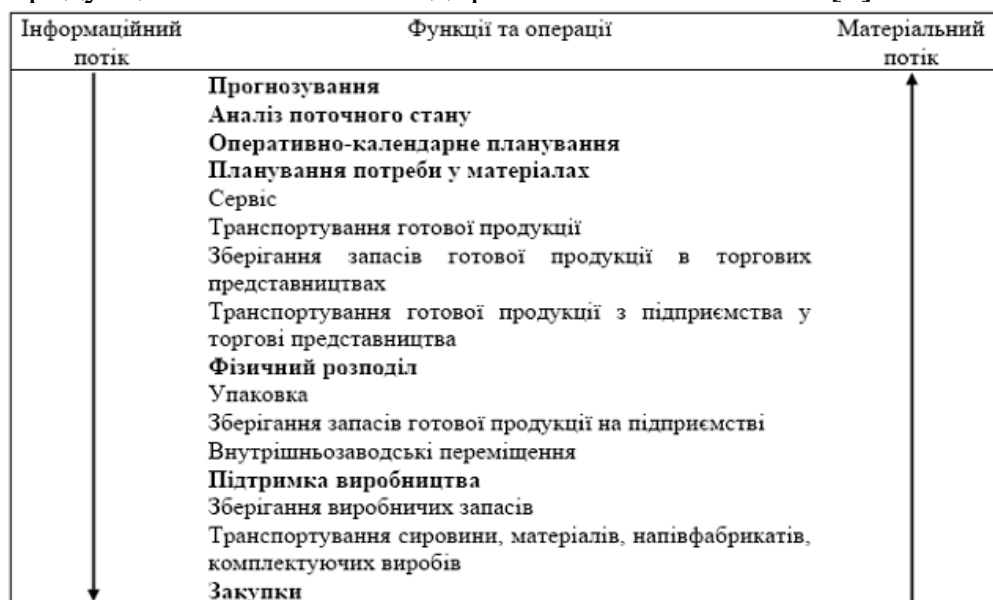 Інформаційний Функції та операції Матеріальний
потік потік
Прогнозування
Аналіз поточного стану
Оперативно-календарне планування
Планування потреби у матеріалах
Сервіс
Транспортування готової продукції
Зберігання запасів готової продукції в торгових
представництвах
Транспортування готової продукції з підприємства у
торгові представництва
Фізичний розподіл
Упаковка
Зберігання запасів готової продукції на підприємстві
Внутрішньозаводські переміщення
Підтримка виробництва
Зберігання виробничих запасів
Транспортування сировини, матеріалів, напівфабрикатів,
комплектуючих виробів
Закупки